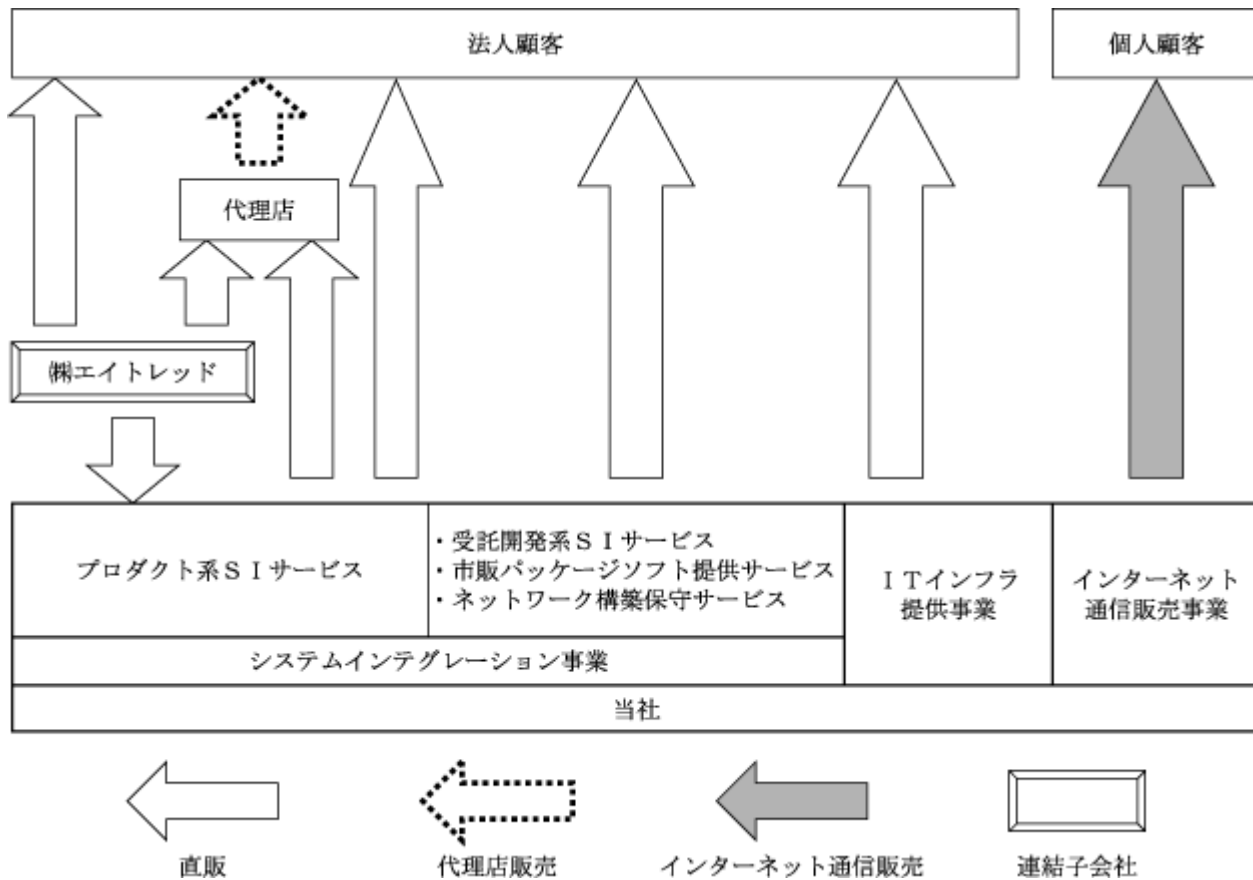 法人顧客
個人顧客
代理店
㈱エイトレッド
プロダクト系ＳＩサービス
・受託開発系ＳＩサービス
・市販パッケージソフト提供サービス
・ネットワーク構築保守サービス
ＩＴインフラ
提供事業
インターネット
通信販売事業
システムインテグレーション事業
当社
直販
代理店販売
インターネット通信販売
連結子会社